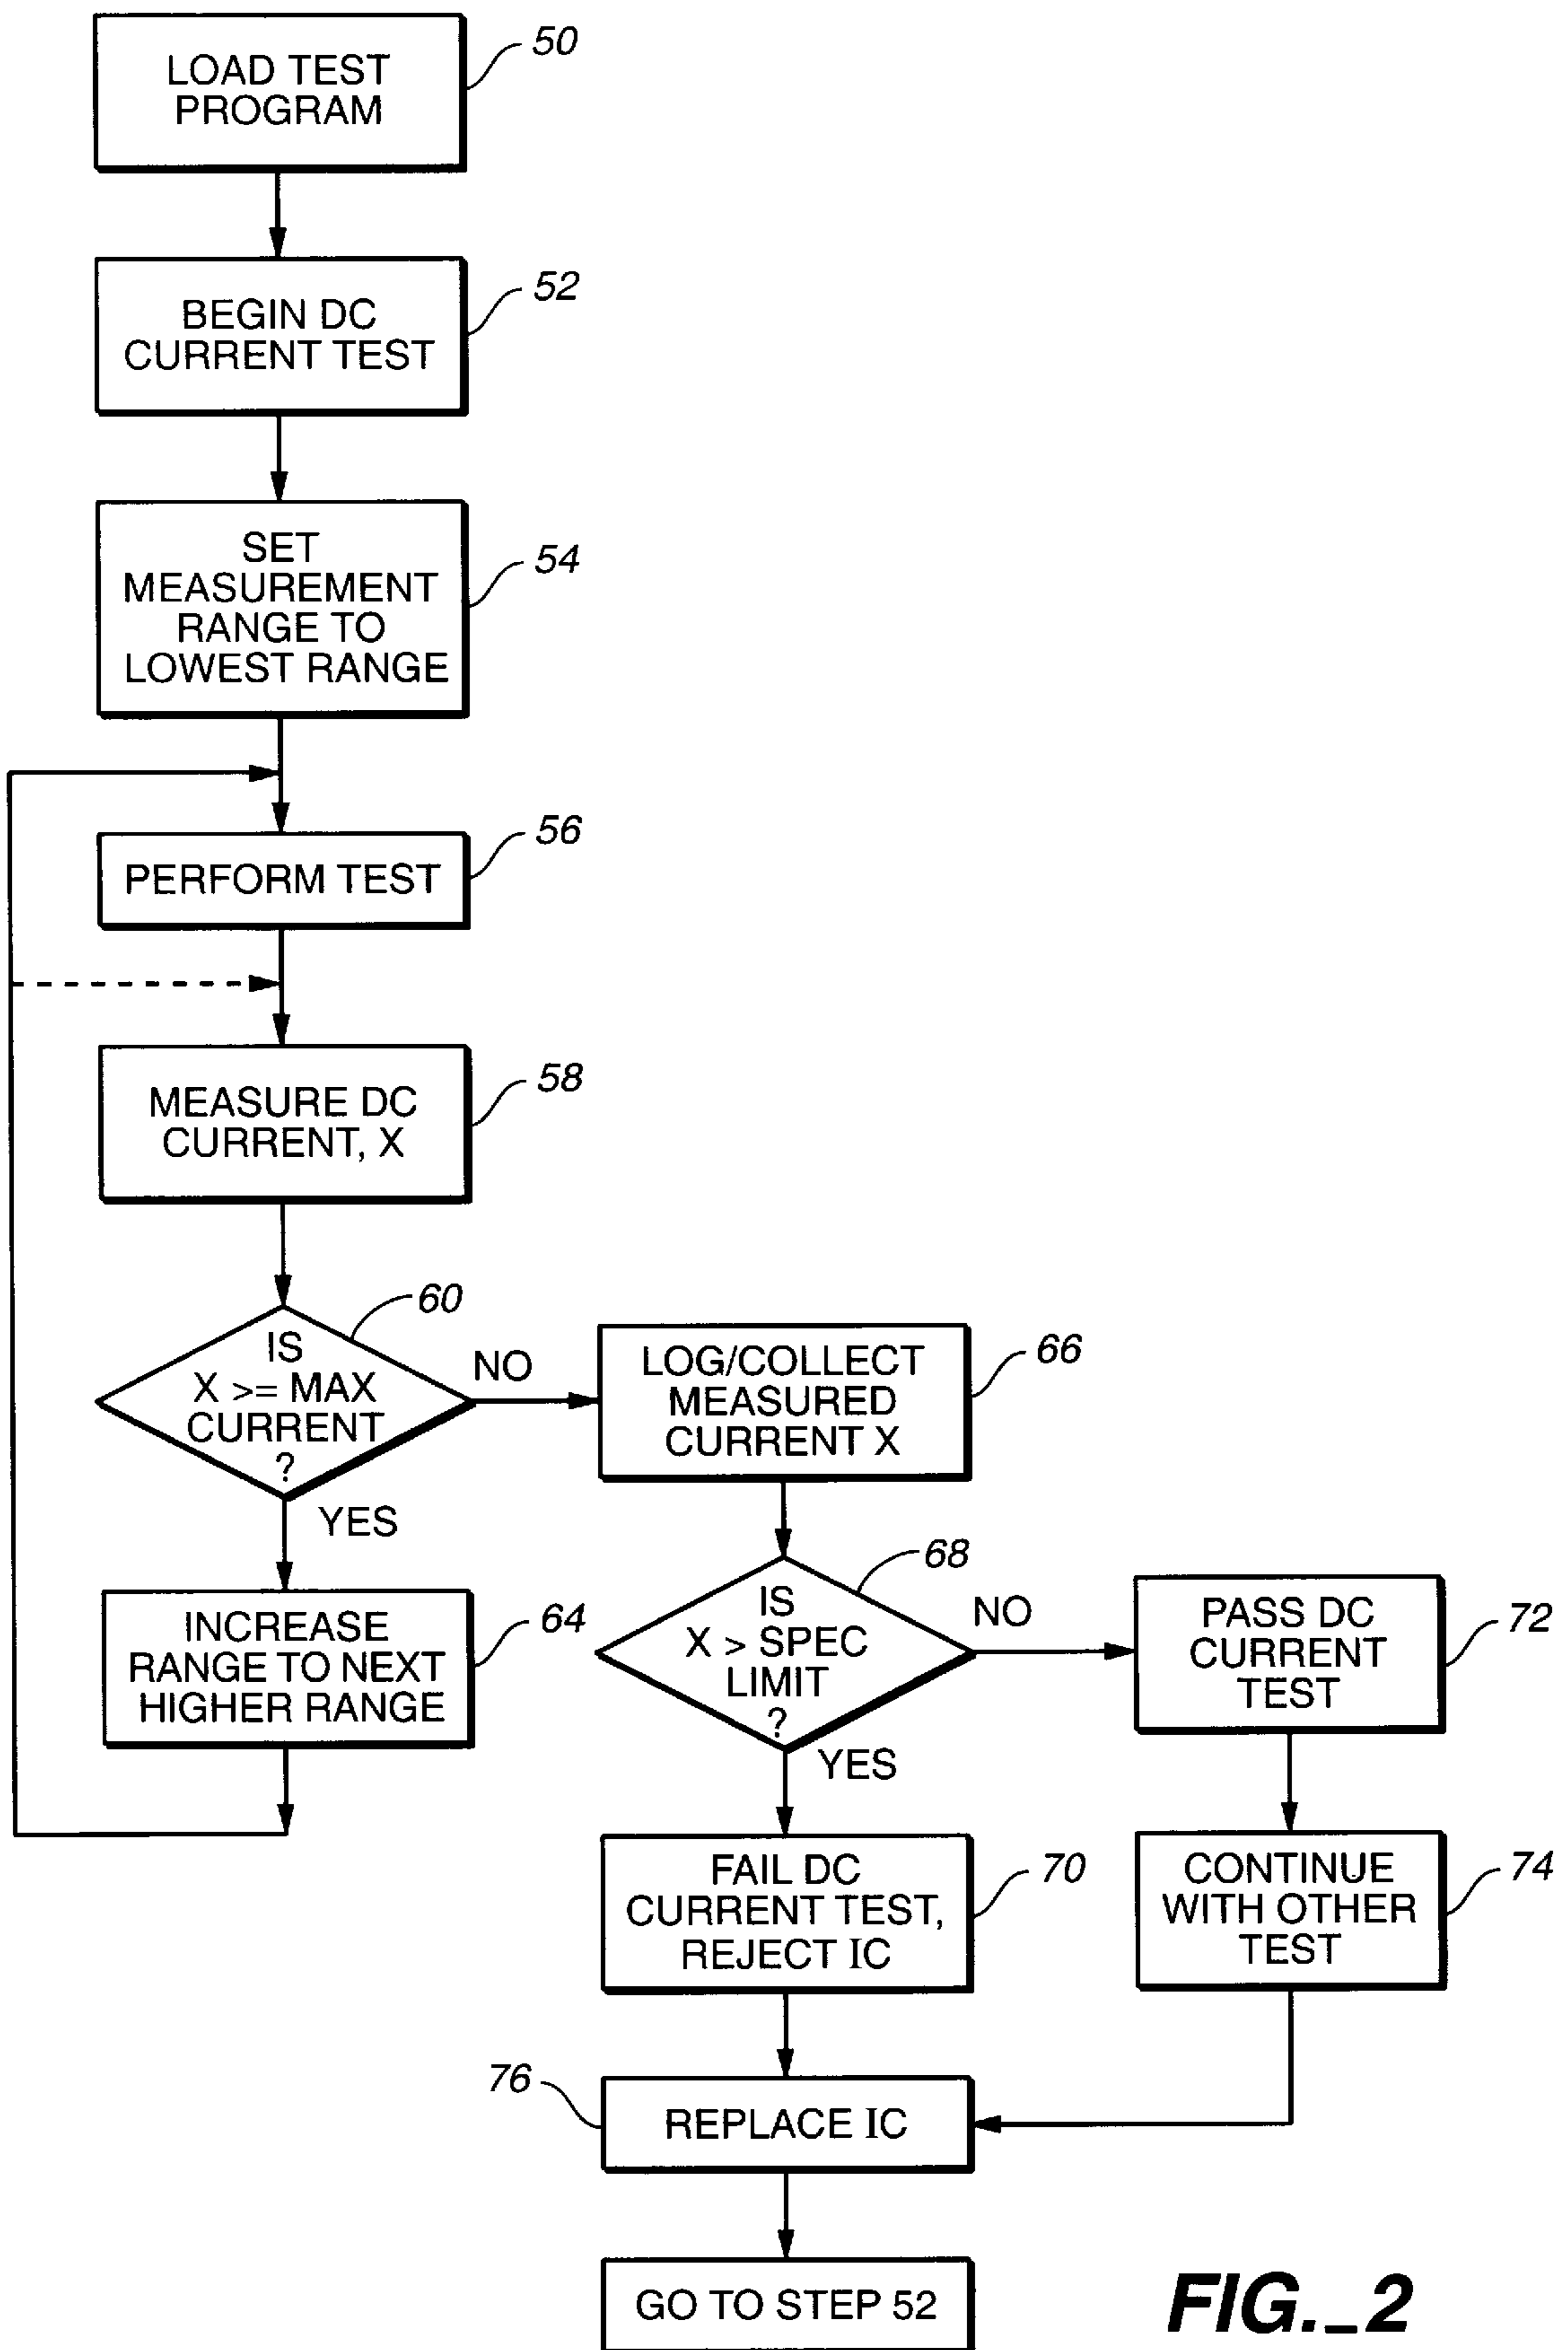 LOAD TEST
PROGRAM
50
BEGIN DC
CURRENT TEST
52
SET
MEASUREMENT
RANGE TO
LOWEST RANGE
54
PERFORM TEST
56
MEASURE DC
CURRENT, X
58
IS
X >= MAX
CURRENT
?
60
NO
YES
LOG/COLLECT
MEASURED
CURRENT X
66
INCREASE
RANGE TO NEXT
HIGHER RANGE
64
IS
X > SPEC
LIMIT
?
68
NO
YES
PASS DC
CURRENT
TEST
72
FAIL DC
CURRENT TEST,
REJECT IC
70
CONTINUE
WITH OTHER
TEST
74
76
REPLACE IC
GO TO STEP 52
FIG._2